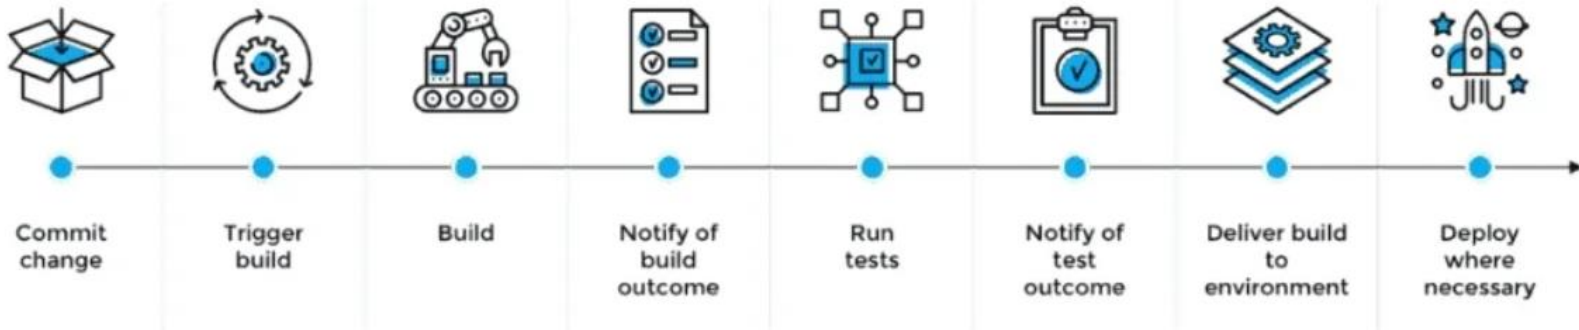 Commit
change
Trigger
build
Build
Notify of
build
outcome
Run
tests
Notify of
test
outcome
Deliver build
to
environment
Deploy
where
necessary